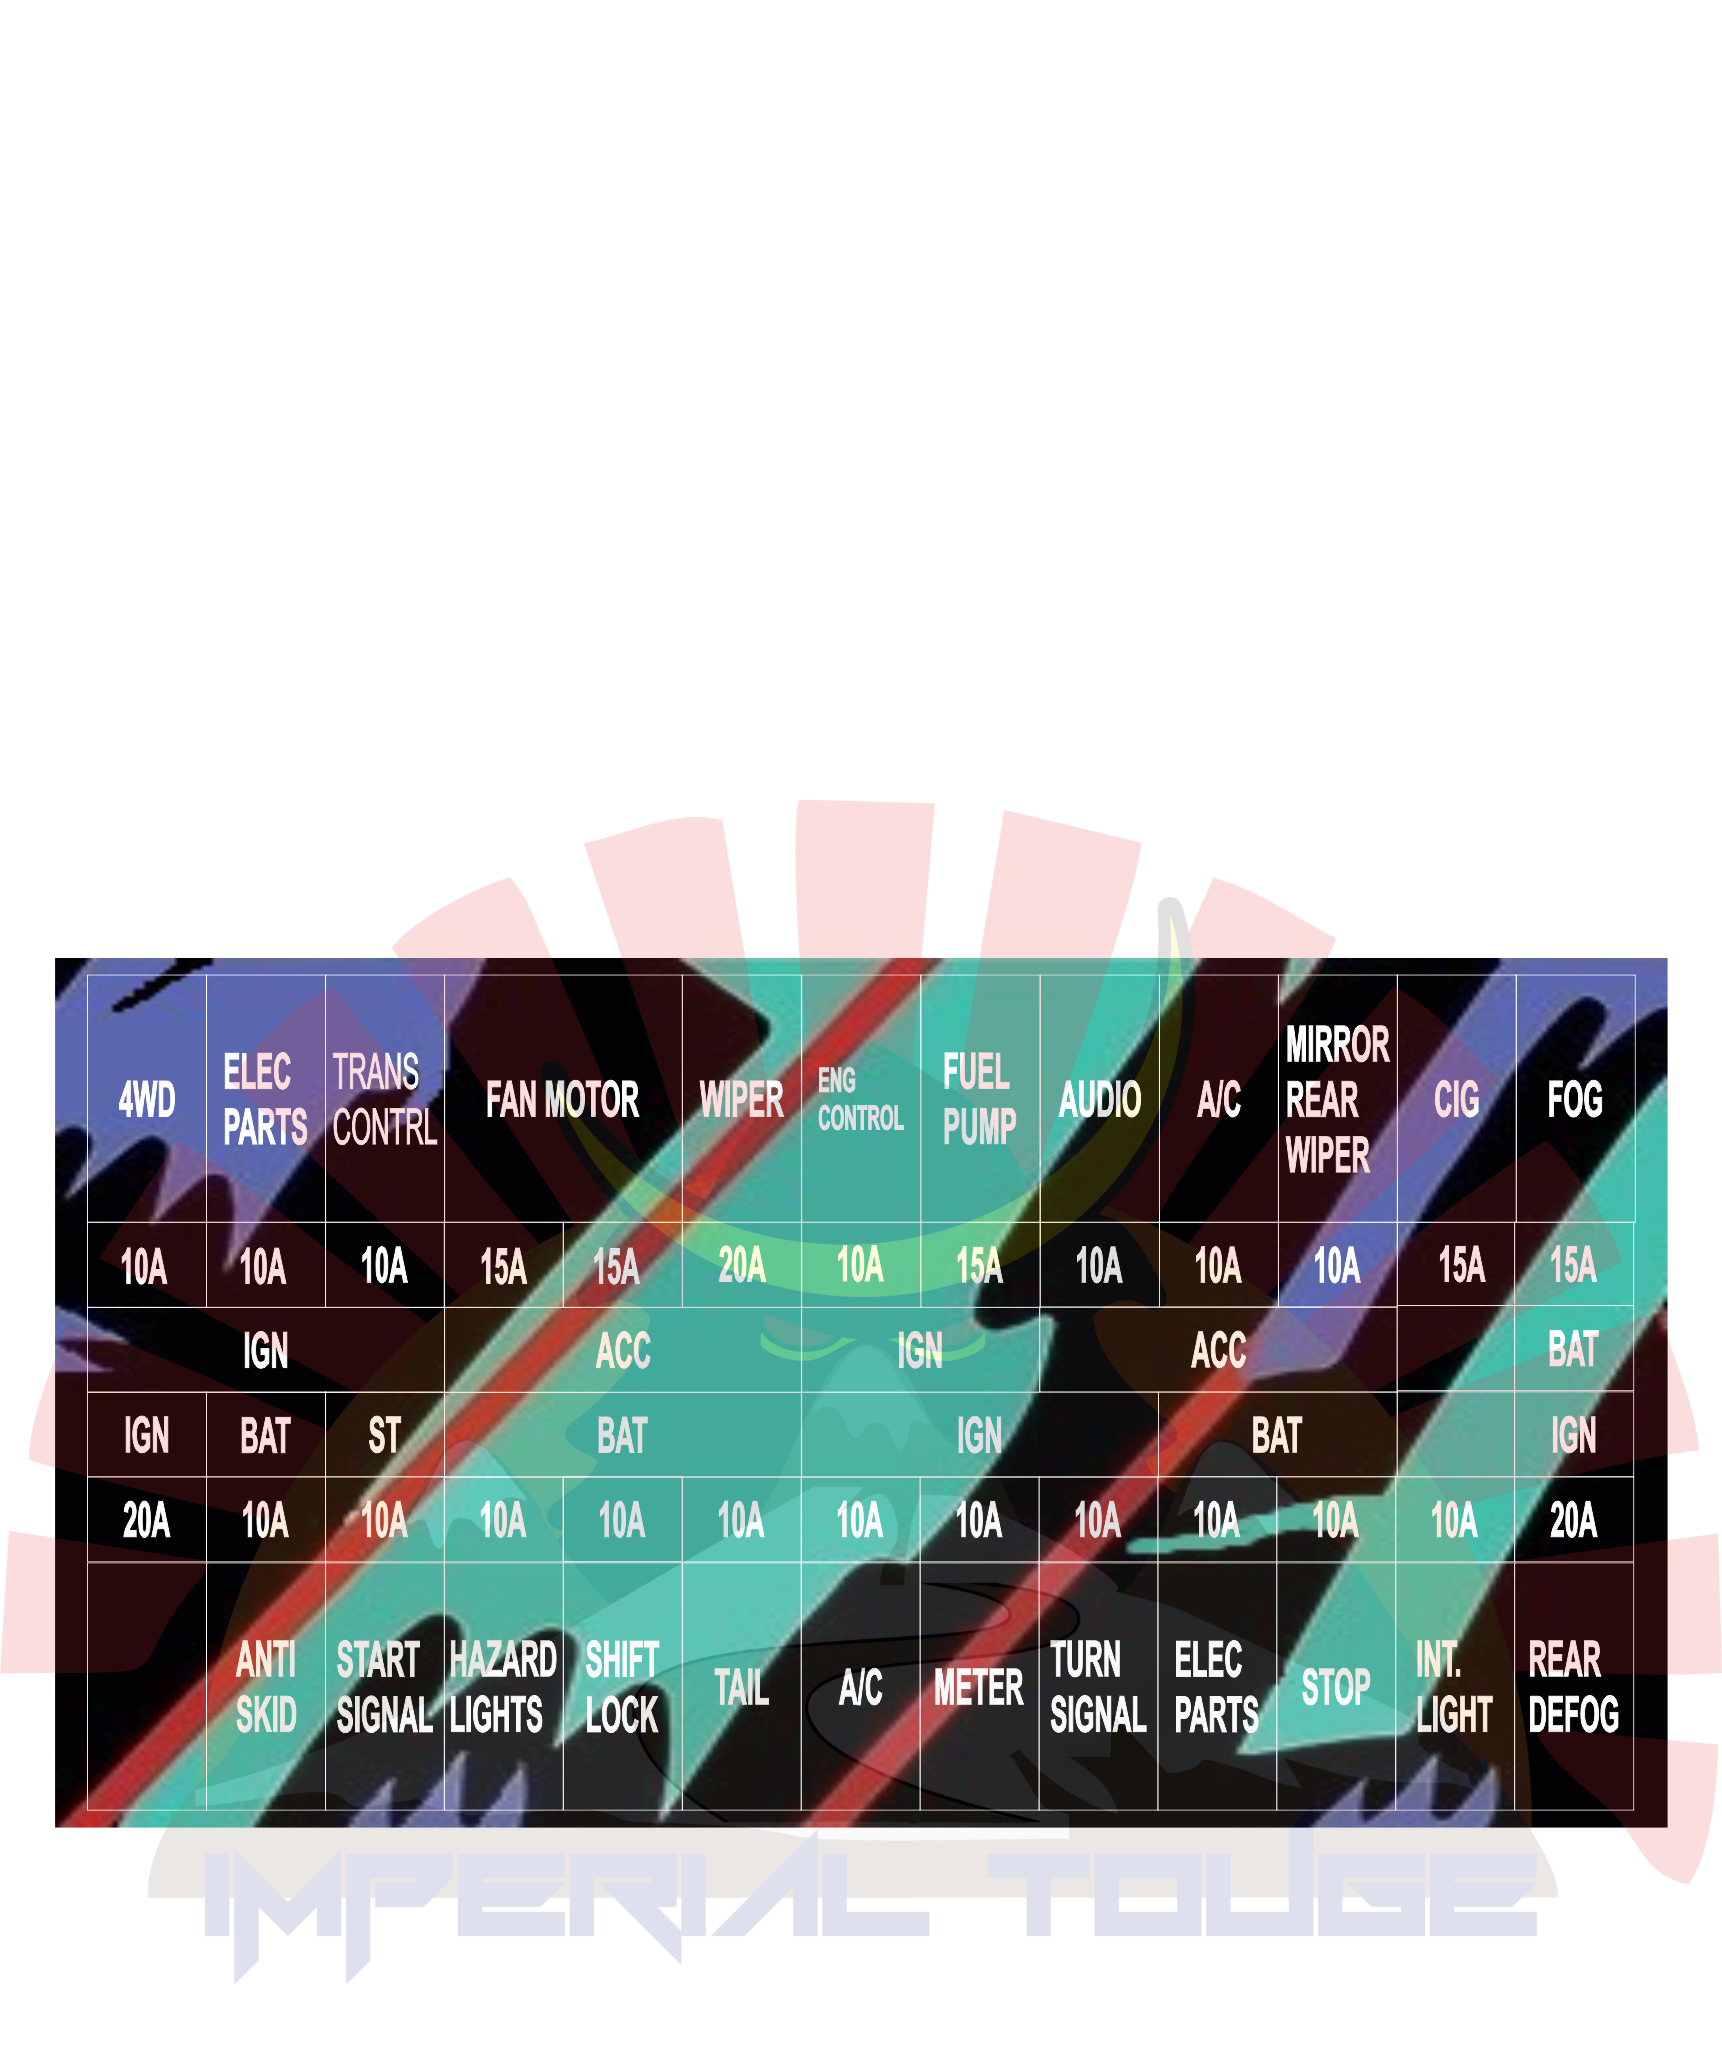 4WD
ELEC
PARTS
TRANS
CONTRL
FAN MOTOR
WIPER
ENG
CONTROL
FUEL
PUMP
AUDIO
A/C
MIRROR
REAR
WIPER
CIG
FOG
10A 10A 10A 15A 15A 20A 10A 15A 10A 10A 10A 15A 15A
IGN ACC IGN ACC BAT
IGN BAT ST BAT IGN BAT IGN
20A 10A 10A 10A 10A 10A 10A 10A 10A 10A 10A 10A 20A
ANTI
SKID
START
SIGNAL
HAZARD
LIGHTS
SHIFT
LOCK
TAIL
A/C
METER
TURN
SIGNAL
ELEC
PARTS
STOP
INT.
LIGHT
REAR
DEFOG
IMPERIAL TOUGE